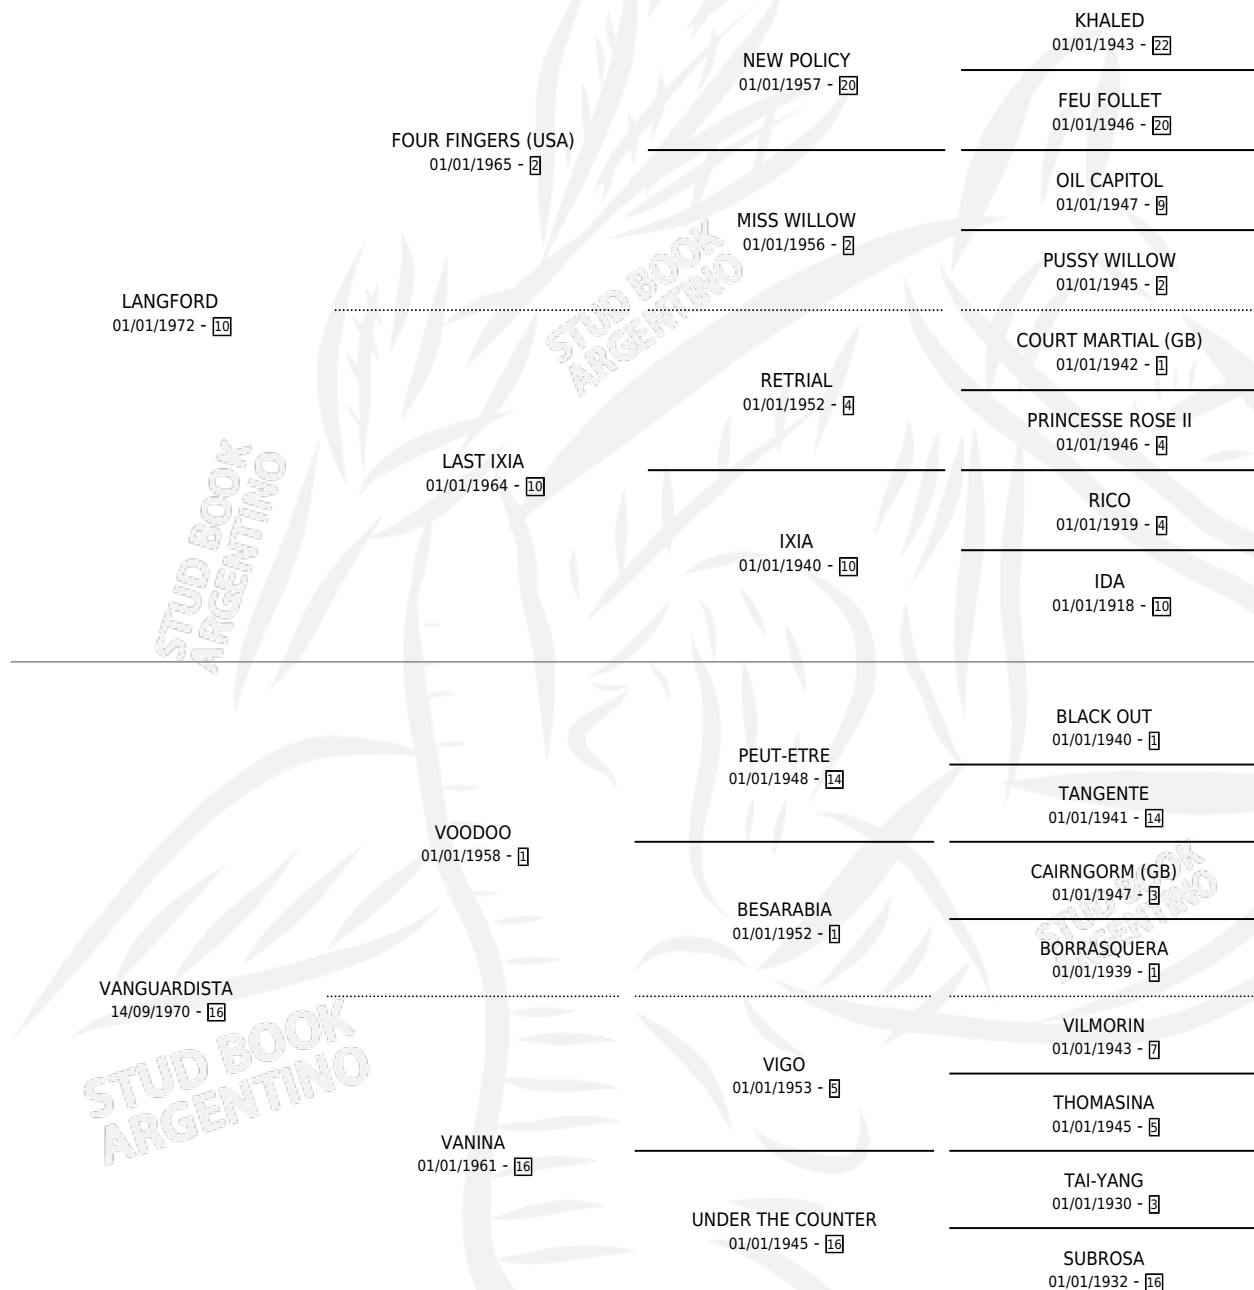 KHALED
01/01/1943 - 22
NEW POLICY
01/01/1957 - 20
FEU FOLLET
01/01/1946 - 20
FOUR FINGERS (USA)
01/01/1965 - 2
OIL CAPITOL
01/01/1947 - 9
MISS WILLOW
01/01/1956 - 2
PUSSY WILLOW
01/01/1945 - 2
LANGFORD
01/01/1972 - 10
COURT MARTIAL (GB)
01/01/1942 - 1
RETRIAL
01/01/1952 - 4
PRINCESSE ROSE II
01/01/1946 - 4
LAST IXIA
01/01/1964 - 10
RICO
01/01/1919 - 4
IXIA
01/01/1940 - 10
IDA
01/01/1918 - 10
BLACK OUT
01/01/1940 - 1
PEUT-ETRE
01/01/1948 - 14
TANGENTE
01/01/1941 - 14
VOODOO
01/01/1958 - 1
CAIRNGORM (GB)
01/01/1947 - 3
BESARABIA
01/01/1952 - 1
BORRASQUERA
01/01/1939 - 1
VANGUARDISTA
14/09/1970 - 16
VILMORIN
01/01/1943 - 7
VIGO
01/01/1953 - 5
THOMASINA
01/01/1945 - 5
VANINA
01/01/1961 - 16
TAI-YANG
01/01/1930 - 3
UNDER THE COUNTER
01/01/1945 - 16
SUBROSA
01/01/1932 - 16
STUD BOOK
ARGENTINO
STUD BOOK
ARGENTINO
STUD BOOK
ARGENTINO
STUD BOOK
ARGENTINO